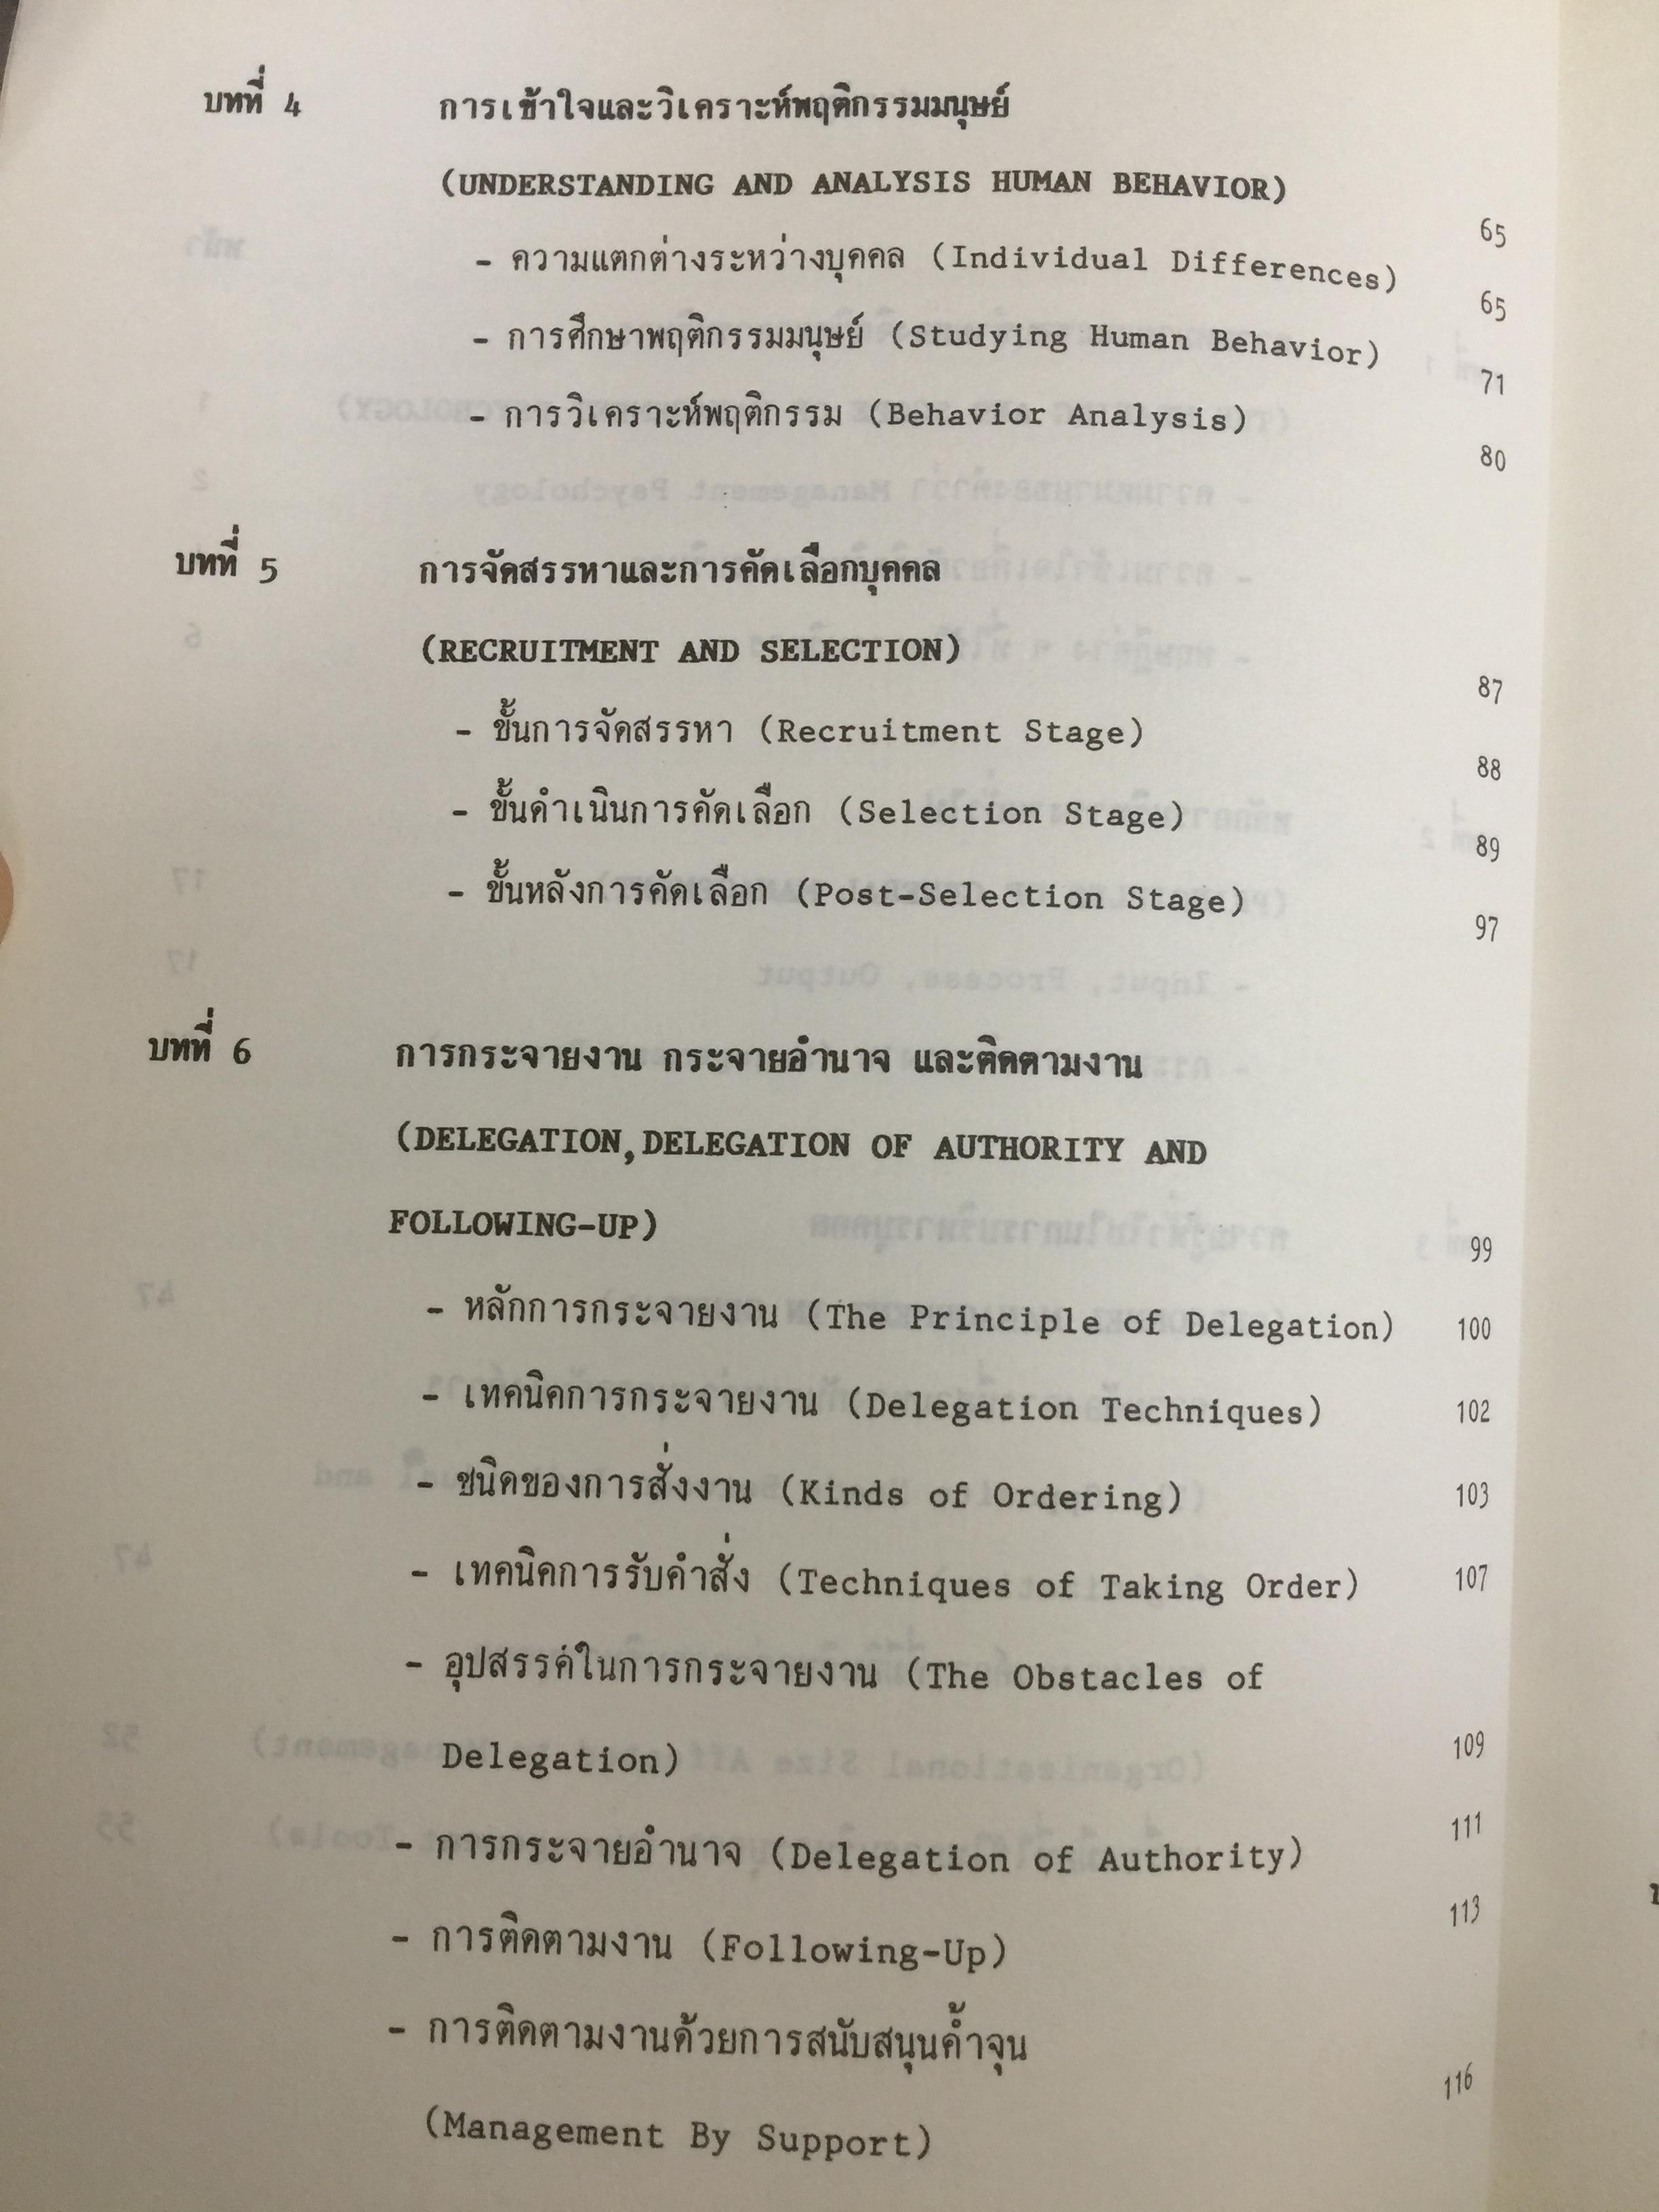 บทที่ 4 การเข้าใจและวิเคราะห์พฤติกรรมมนุษย์
(UNDERSTANDING AND ANALYSIS HUMAN BEHAVIOR) 65
- ความแตกต่างระหว่างบุคคล (Individual Differences) 65
- การศึกษาพฤติกรรมมนุษย์ (Studying Human Behavior) 71
- การวิเคราะห์พฤติกรรม (Behavior Analysis) 80
บทที่ 5 การจัดสรรหาและการคัดเลือกบุคคล
(RECRUITMENT AND SELECTION) 87
- ขั้นการจัดสรรหา (Recruitment Stage) 88
- ขั้นดำเนินการคัดเลือก (Selection Stage) 89
- ขั้นหลังการคัดเลือก (Post-Selection Stage) 97
บทที่ 6 การกระจายงาน กระจายอำนาจ และติดตามงาน
(DELEGATION,DELEGATION OF AUTHORITY AND
FOLLOWING-UP) 99
- หลักการกระจายงาน (The Principle of Delegation) 100
- เทคนิคการกระจายงาน (Delegation Techniques) 102
- ชนิดของการสั่งงาน (Kinds of Ordering) 103
- เทคนิคการรับคำสั่ง (Techniques of Taking Order) 107
- อุปสรรค์ในการกระจายงาน (The Obstacles of
Delegation) 109
- การกระจายอำนาจ (Delegation of Authority) 111
- การติดตามงาน (Following-Up) 113
- การติดตามงานด้วยการสนับสนุนค้ำจุน
(Management By Support) 116